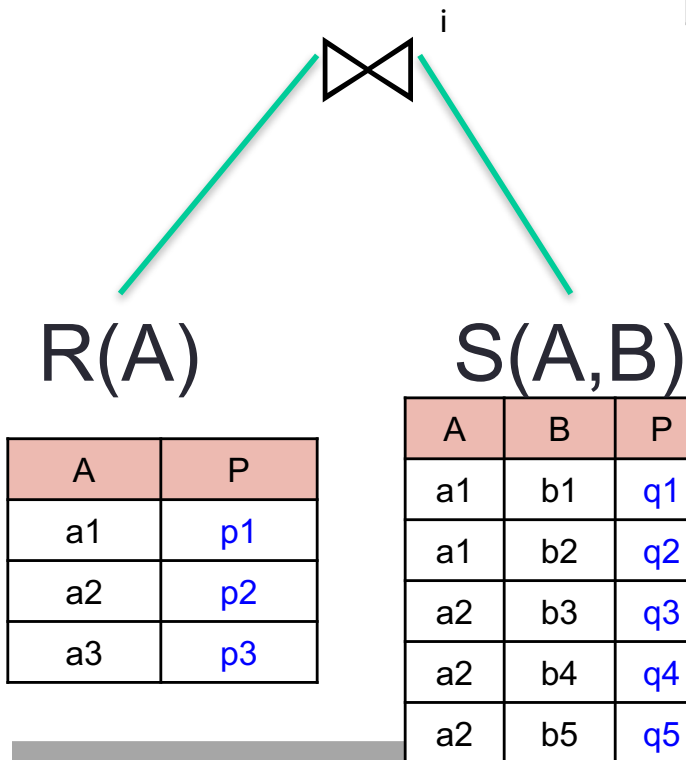 i
R(A)
S(A,B)
A P
a1 p1
a2 p2
a3 p3
A B P
a1 b1 q1
a1 b2 q2
a2 b3 q3
a2 b4 q4
a2 b5 q5